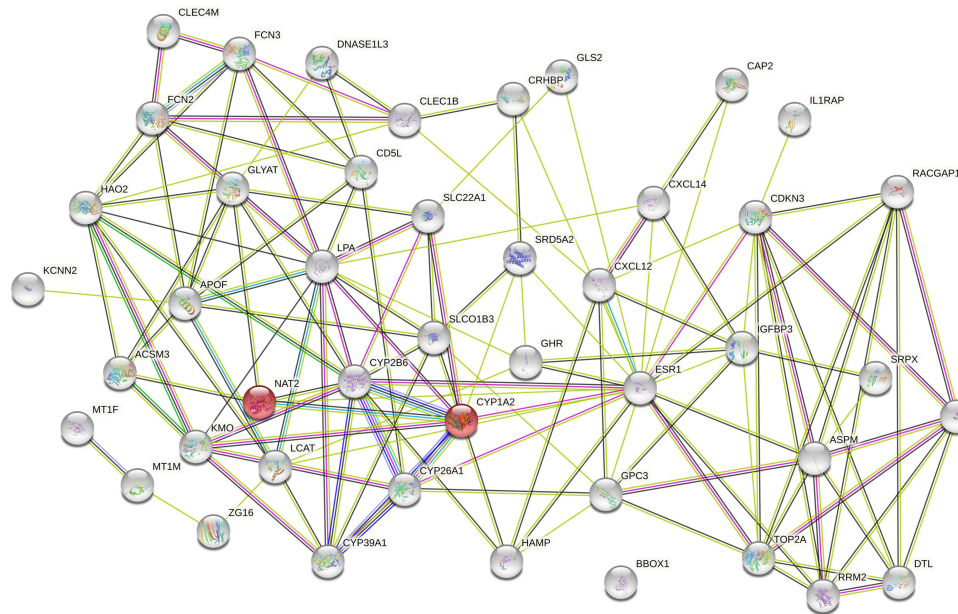 CLEC4M
FCN3
DNASE1L3
GLS2
CRHBP
CAP2
IL1RAP
FCN2
CLEC1B
CD5L
RACGAP1
GLYAT
HAO2
SLC22A1
CXCL14
CDKN3
LPA
SRD5A2
CXCL12
KCNN2
APOF
SLCO1B3
IGFBP3
GHR
SRPX
ACSM3
CYP2B6
ESR1
NAT2
CYP1A2
MT1F
KMO
LCAT
ASPM
MT1M
CYP26A1
GPC3
ZG16
CYP39A1
HAMP
BBOX1
TOP2A
RRM2
DTL